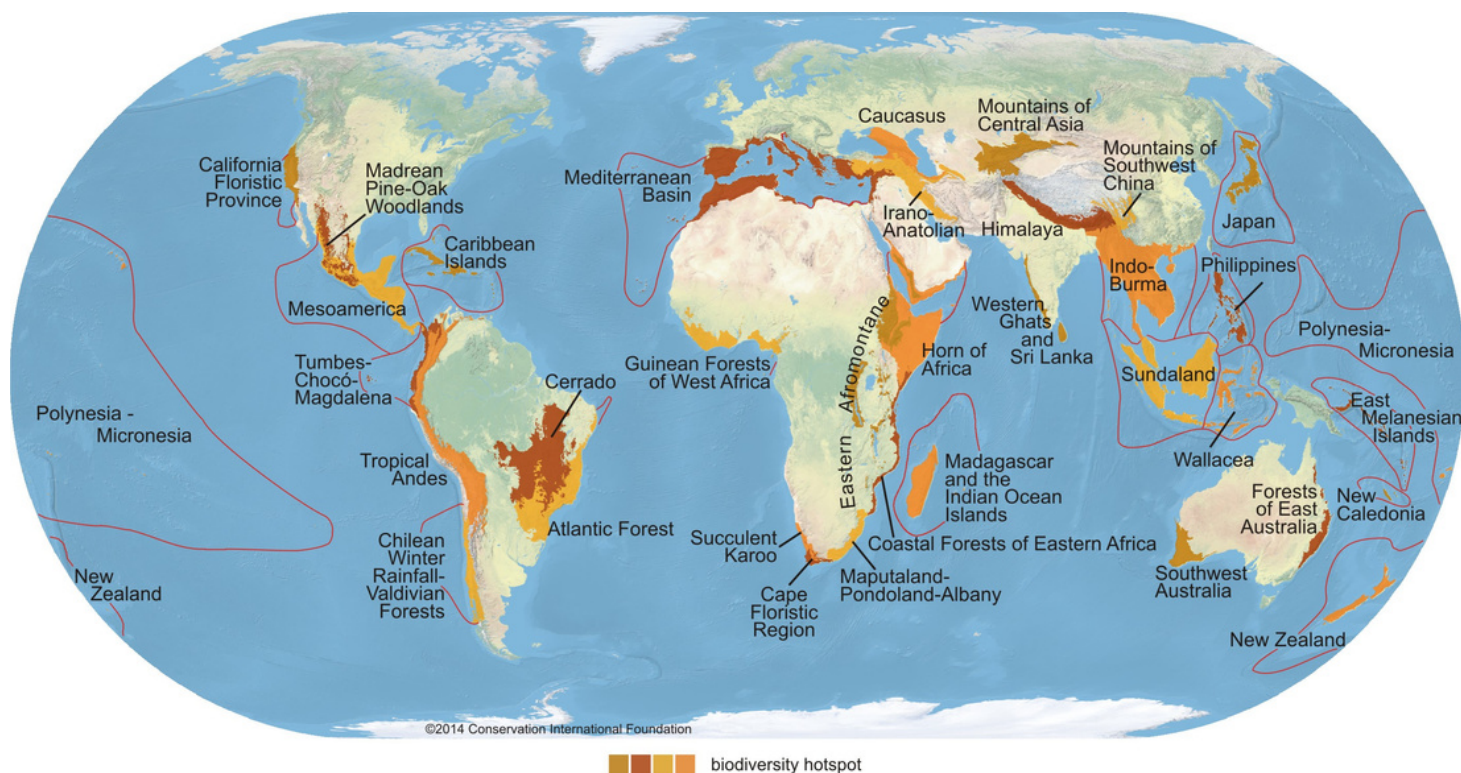 California
Floristic
Province
Madrean
Pine-Oak
Woodlands
Caribbean
Islands
Mesoamerica
Tumbes-
Chocó-
Magdalena
Polynesia -
Micronesia
New
Zealand
Tropical
Andes
Cerrado
Atlantic Forest
Chilean
Winter
Rainfall-
Valdivian
Forests
Mediterranean
Basin
Caucasus
Irano-
Anatolian
Mountains of
Central Asia
Mountains of
Southwest
China
Himalaya
Japan
Indo-
Burma
Philippines
Western
Ghats
and
Sri Lanka
Polynesia-
Micronesia
Guinean Forests
of West Africa
Eastern Afromontane
Horn of
Africa
Sundaland
Wallacea
East
Melanesian
Islands
Madagascar
and the
Indian Ocean
Islands
Succulent
Karoo
Cape
Floristic
Region
Coastal Forests of Eastern Africa
Maputaland-
Pondoland-Albany
Forests
of East
Australia
New
Caledonia
Southwest
Australia
New Zealand
©2014 Conservation International Foundation
biodiversity hotspot